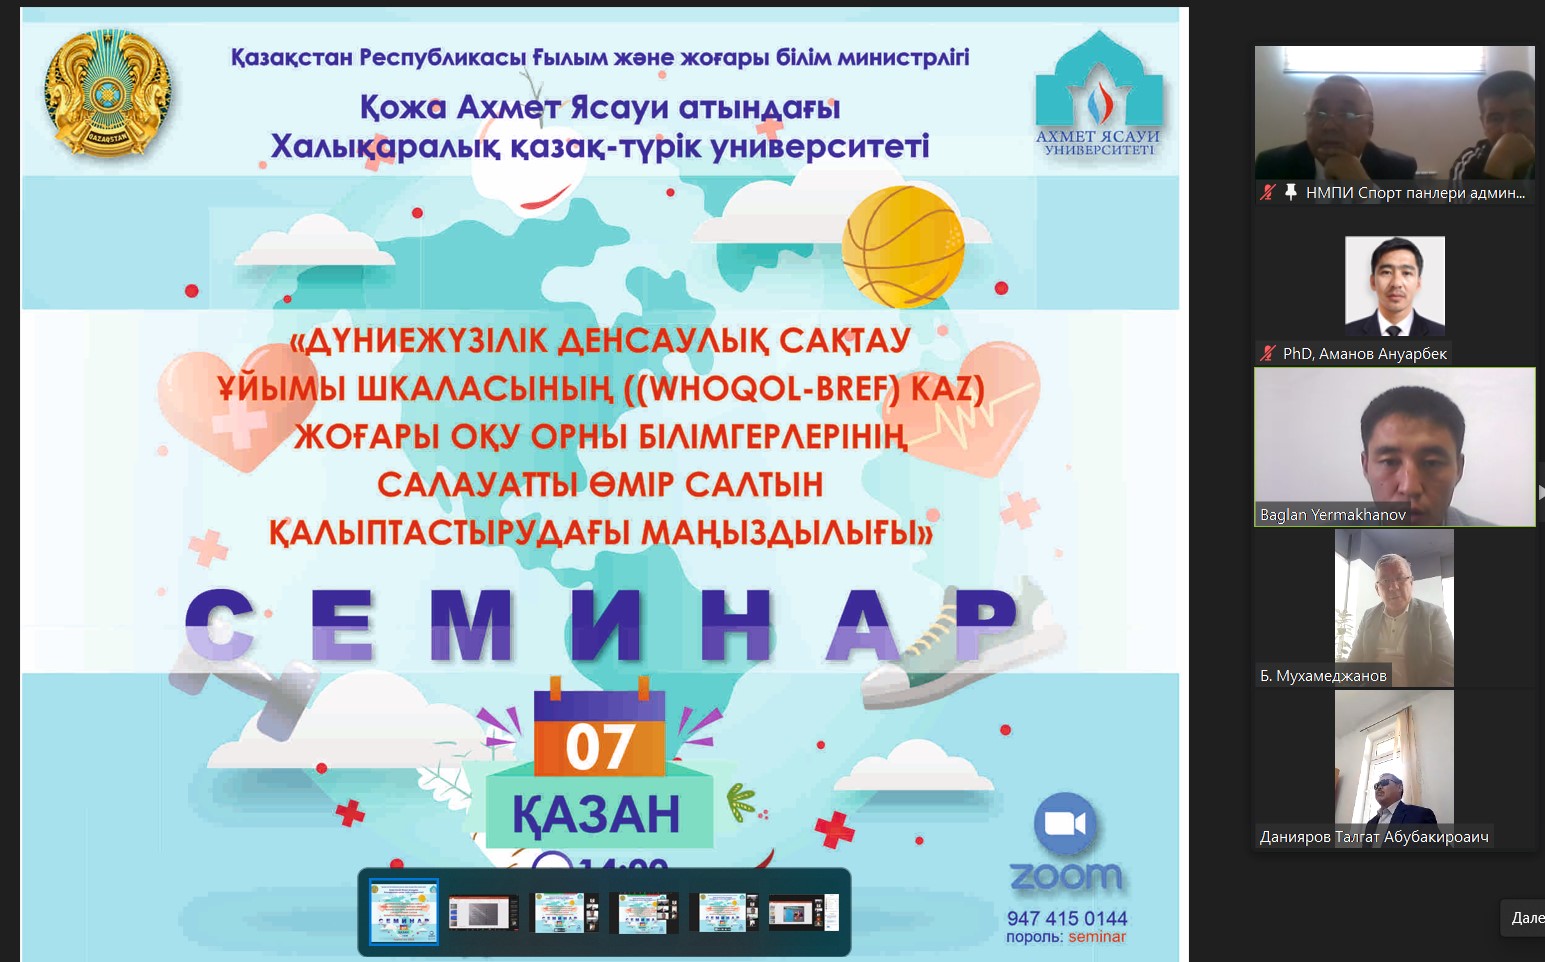 Қазақстан Республикасы Ғылым және жоғары білім министрлігі
Қожа Ахмет Ясауи атындағы
Халықаралық қазақ-түрік университеті
QAZAQSTAN
АХМЕТ ЯСАУИ
УНИВЕРСИТЕТІ
«ДҮНИЕЖҮЗІЛІК ДЕНСАУЛЫҚ САҚТАУ
ҰЙЫМЫ ШКАЛАСЫНЫҢ ((WHOQOL-BREF) KAZ)
ЖОҒАРЫ ОҚУ ОРНЫ БІЛІМГЕРЛЕРІНІҢ
САЛАУАТТЫ ӨМІР САЛТЫН
ҚАЛЫПТАСТЫРУДАҒЫ МАҢЫЗДЫЛЫҒЫ»
СЕМИНАР
07
ҚАЗАН
zoom
947 415 0144
пороль: seminar
НМПИ Спорт панлери админ...
PhD, Аманов Ануарбек
Baglan Yermakhanov
Б. Мухамеджанов
Данияров Талгат Абубакироаич
Дале